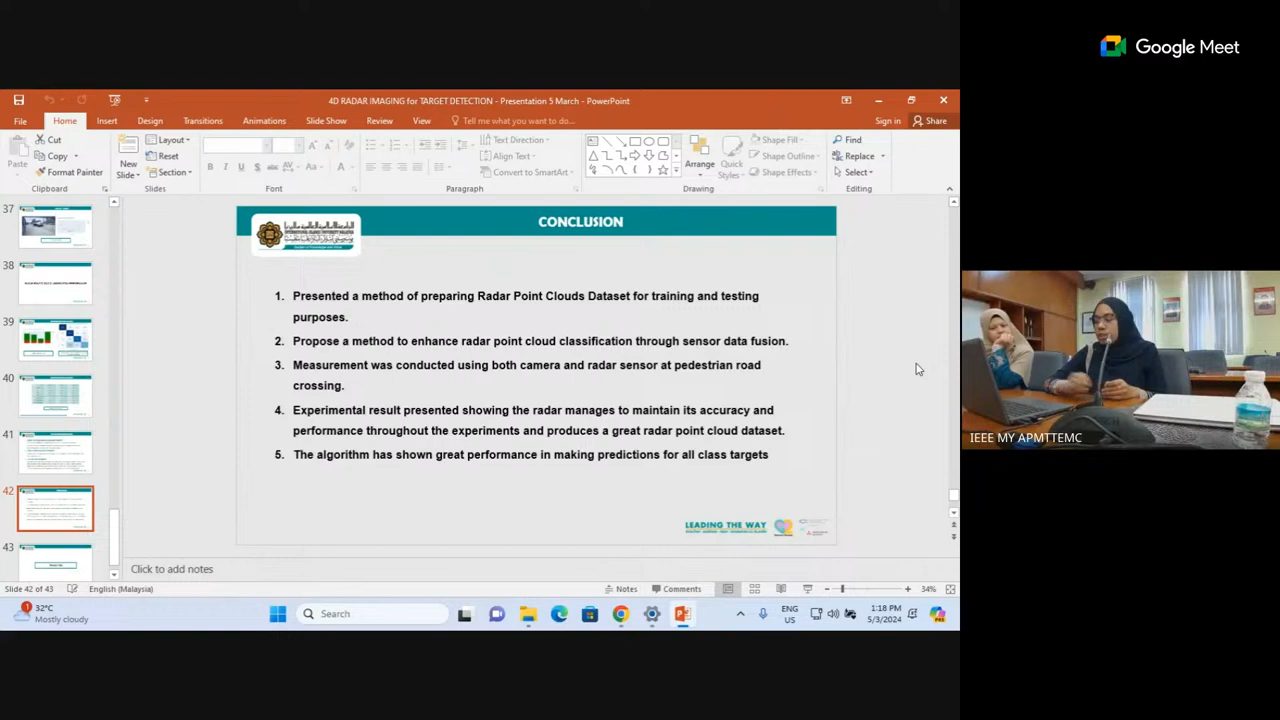 Google Meet
4D RADAR IMAGING for TARGET DETECTION - Presentation 5 March - PowerPoint
File Home Insert Design Transitions Animations Slide Show Review View Tell me what you want to do... Sign in Share
Cut
Copy
Format Painter
Paste
Clipboard
New Slide
Layout
Reset
Section
Slides
Font
Text Direction
Align Text
Convert to SmartArt
Paragraph
Arrange
Quick Styles
Shape Fill
Shape Outline
Shape Effects
Drawing
Find
Replace
Select
Editing
37
38
39
40
41
42
43
CONCLUSION
1. Presented a method of preparing Radar Point Clouds Dataset for training and testing
purposes.
2. Propose a method to enhance radar point cloud classification through sensor data fusion.
3. Measurement was conducted using both camera and radar sensor at pedestrian road
crossing.
4. Experimental result presented showing the radar manages to maintain its accuracy and
performance throughout the experiments and produces a great radar point cloud dataset.
5. The algorithm has shown great performance in making predictions for all class targets
LEADING THE WAY
Click to add notes
Slide 42 of 43 English (Malaysia) Notes Comments 34%
1
32°C
Mostly cloudy
Search
ENG
US
1:18 PM
5/3/2024
IEEE MY APMTTEMC